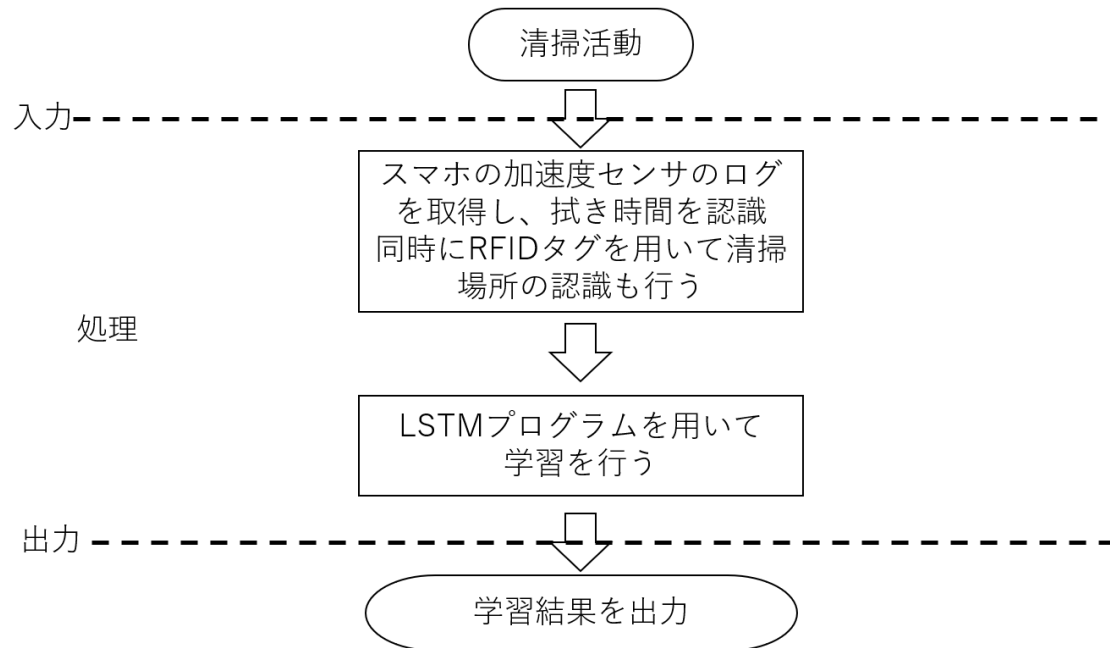 清掃活動
入力
スマホの加速度センサのログ
を取得し、拭き時間を認識
同時にRFIDタグを用いて清掃
場所の認識も行う
処理
LSTMプログラムを用いて
学習を行う
出力
学習結果を出力